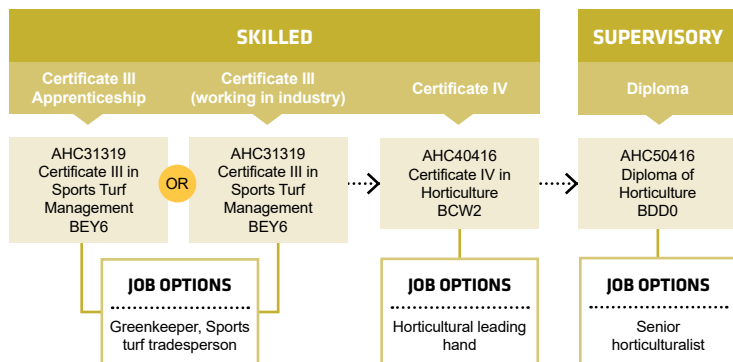 SKILLED
SUPERVISORY
Certificate III
Apprenticeship
Certificate III
(working in industry)
Certificate IV
Diploma
AHC31319
Certificate III in
Sports Turf
Management
BEY6
OR
AHC31319
Certificate III in
Sports Turf
Management
BEY6
AHC40416
Certificate IV in
Horticulture
BCW2
AHC50416
Diploma of
Horticulture
BDD0
JOB OPTIONS
Greenkeeper, Sports
turf tradesperson
JOB OPTIONS
Horticultural leading
hand
JOB OPTIONS
Senior
horticulturalist